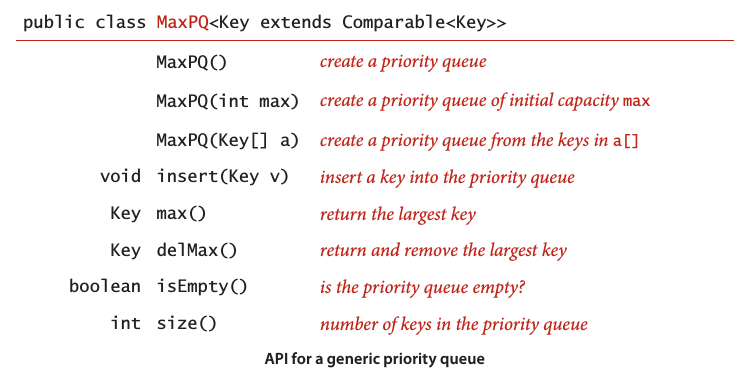 public class MaxPQ<Key extends Comparable<Key>>
MaxPQ() create a priority queue
MaxPQ(int max) create a priority queue of initial capacity max
MaxPQ(Key[] a) create a priority queue from the keys in a[]
void insert(Key v) insert a key into the priority queue
Key max() return the largest key
Key delMax() return and remove the largest key
boolean isEmpty() is the priority queue empty?
int size() number of keys in the priority queue
API for a generic priority queue